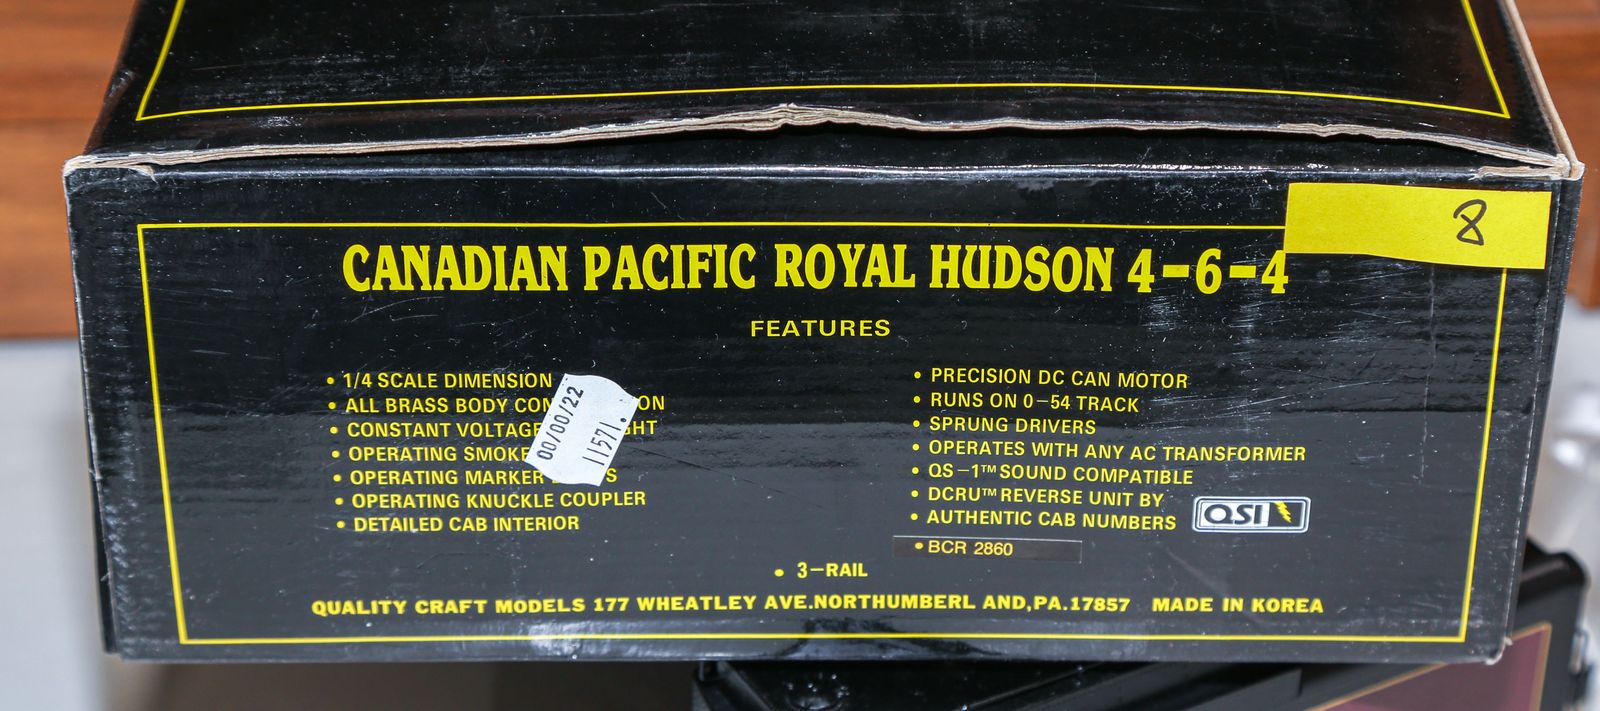 8
CANADIAN PACIFIC ROYAL HUDSON 4-6-4
FEATURES
• 1/4 SCALE DIMENSION
• ALL BRASS BODY
• CONSTANT VOLTAGE
• OPERATING SMOKE
• OPERATING MARKER
• OPERATING KNUCKLE COUPLER
• DETAILED CAB INTERIOR
00/00/22
11571.
• PRECISION DC CAN MOTOR
• RUNS ON 0-54 TRACK
• SPRUNG DRIVERS
• OPERATES WITH ANY AC TRANSFORMER
• QS-1™ SOUND COMPATIBLE
• DCRU™ REVERSE UNIT BY
QSI
• AUTHENTIC CAB NUMBERS
• BCR 2860
• 3-RAIL
QUALITY CRAFT MODELS 177 WHEATLEY AVE.NORTHUMBERL AND,PA.17857 MADE IN KOREA